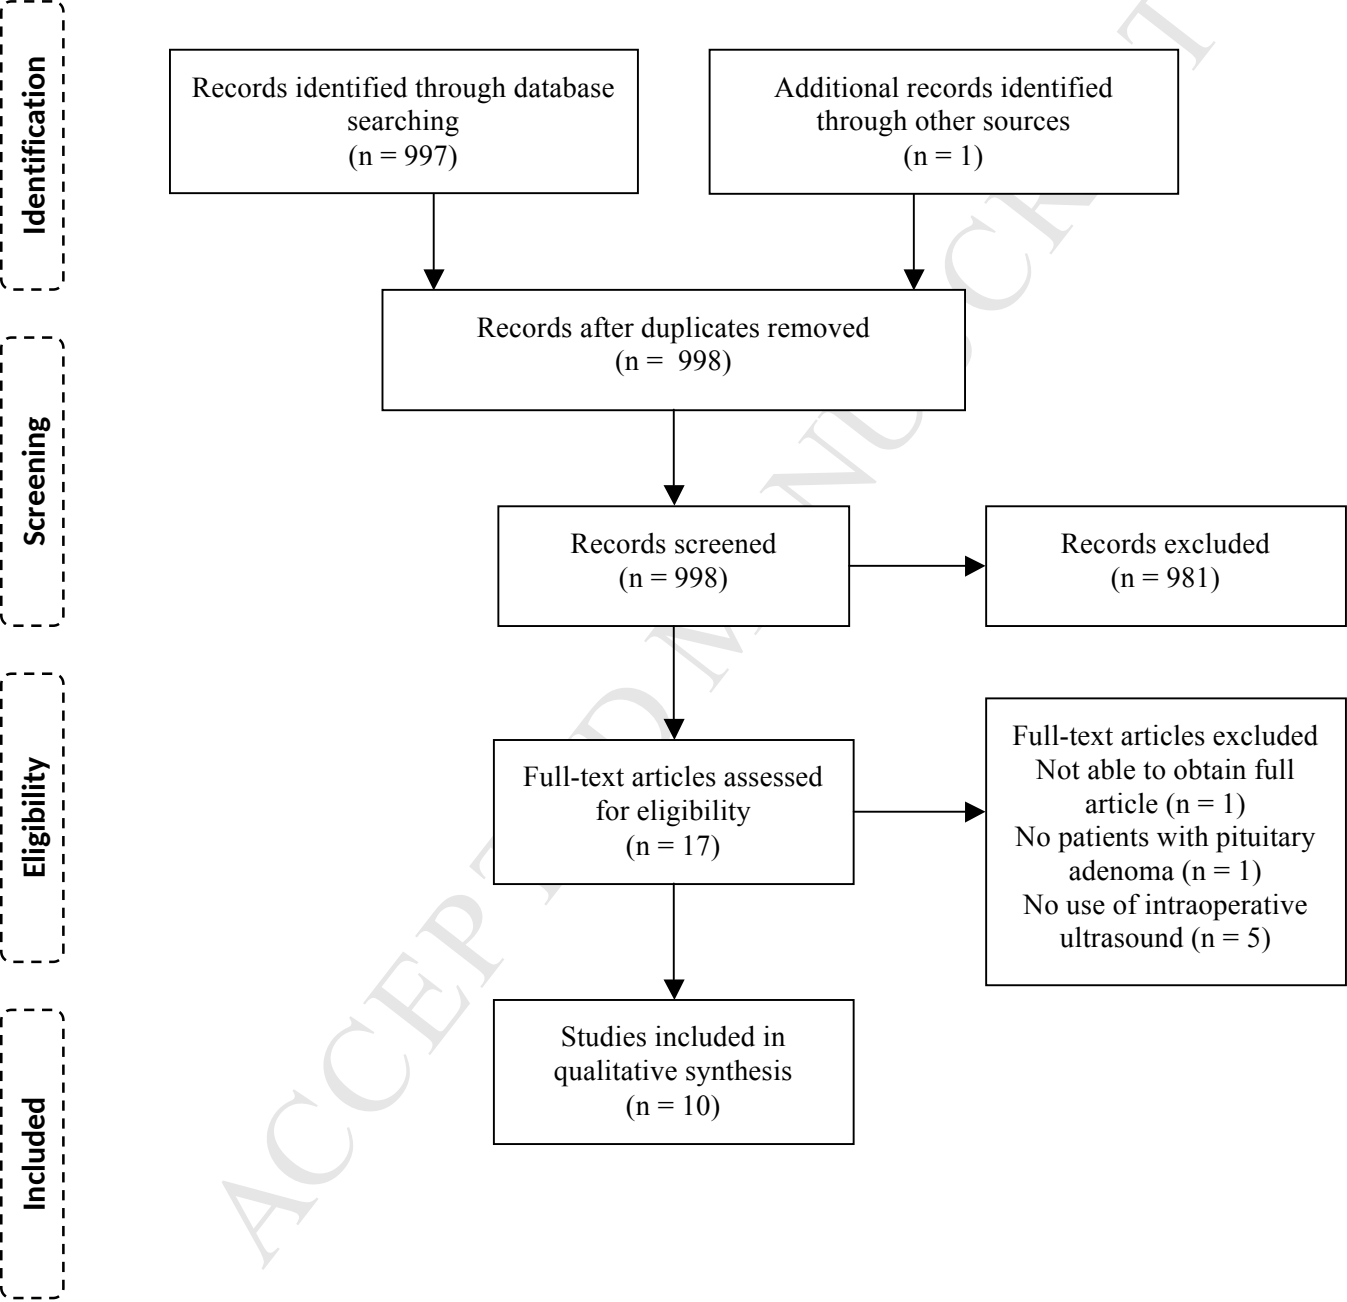 Identification
Records identified through database
searching
(n = 997)
Additional records identified
through other sources
(n = 1)
Records after duplicates removed
(n =  998)
Screening
Records screened
(n = 998)
Records excluded
(n = 981)
Eligibility
Full-text articles assessed
for eligibility
(n = 17)
Full-text articles excluded
Not able to obtain full
article (n = 1)
No patients with pituitary
adenoma (n = 1)
No use of intraoperative
ultrasound (n = 5)
Included
Studies included in
qualitative synthesis
(n = 10)
ACCEPTED MANUSCRIPT